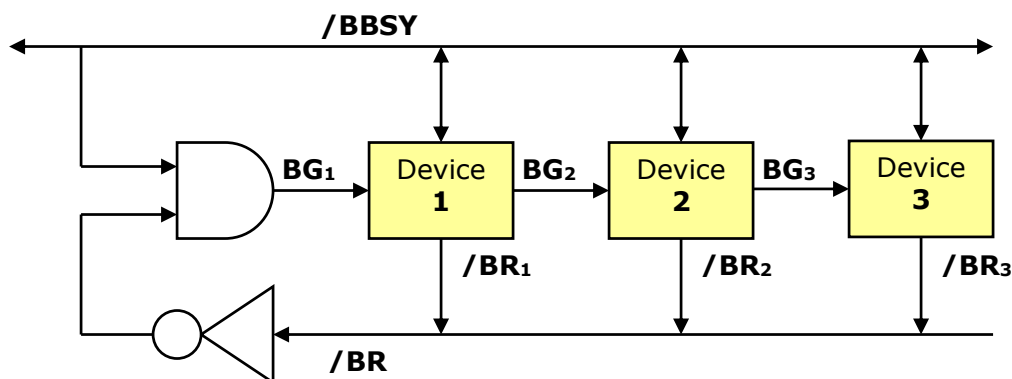 /BBSY
BG₁
Device
1
BG₂
Device
2
BG₃
Device
3
/BR₁
/BR₂
/BR₃
/BR